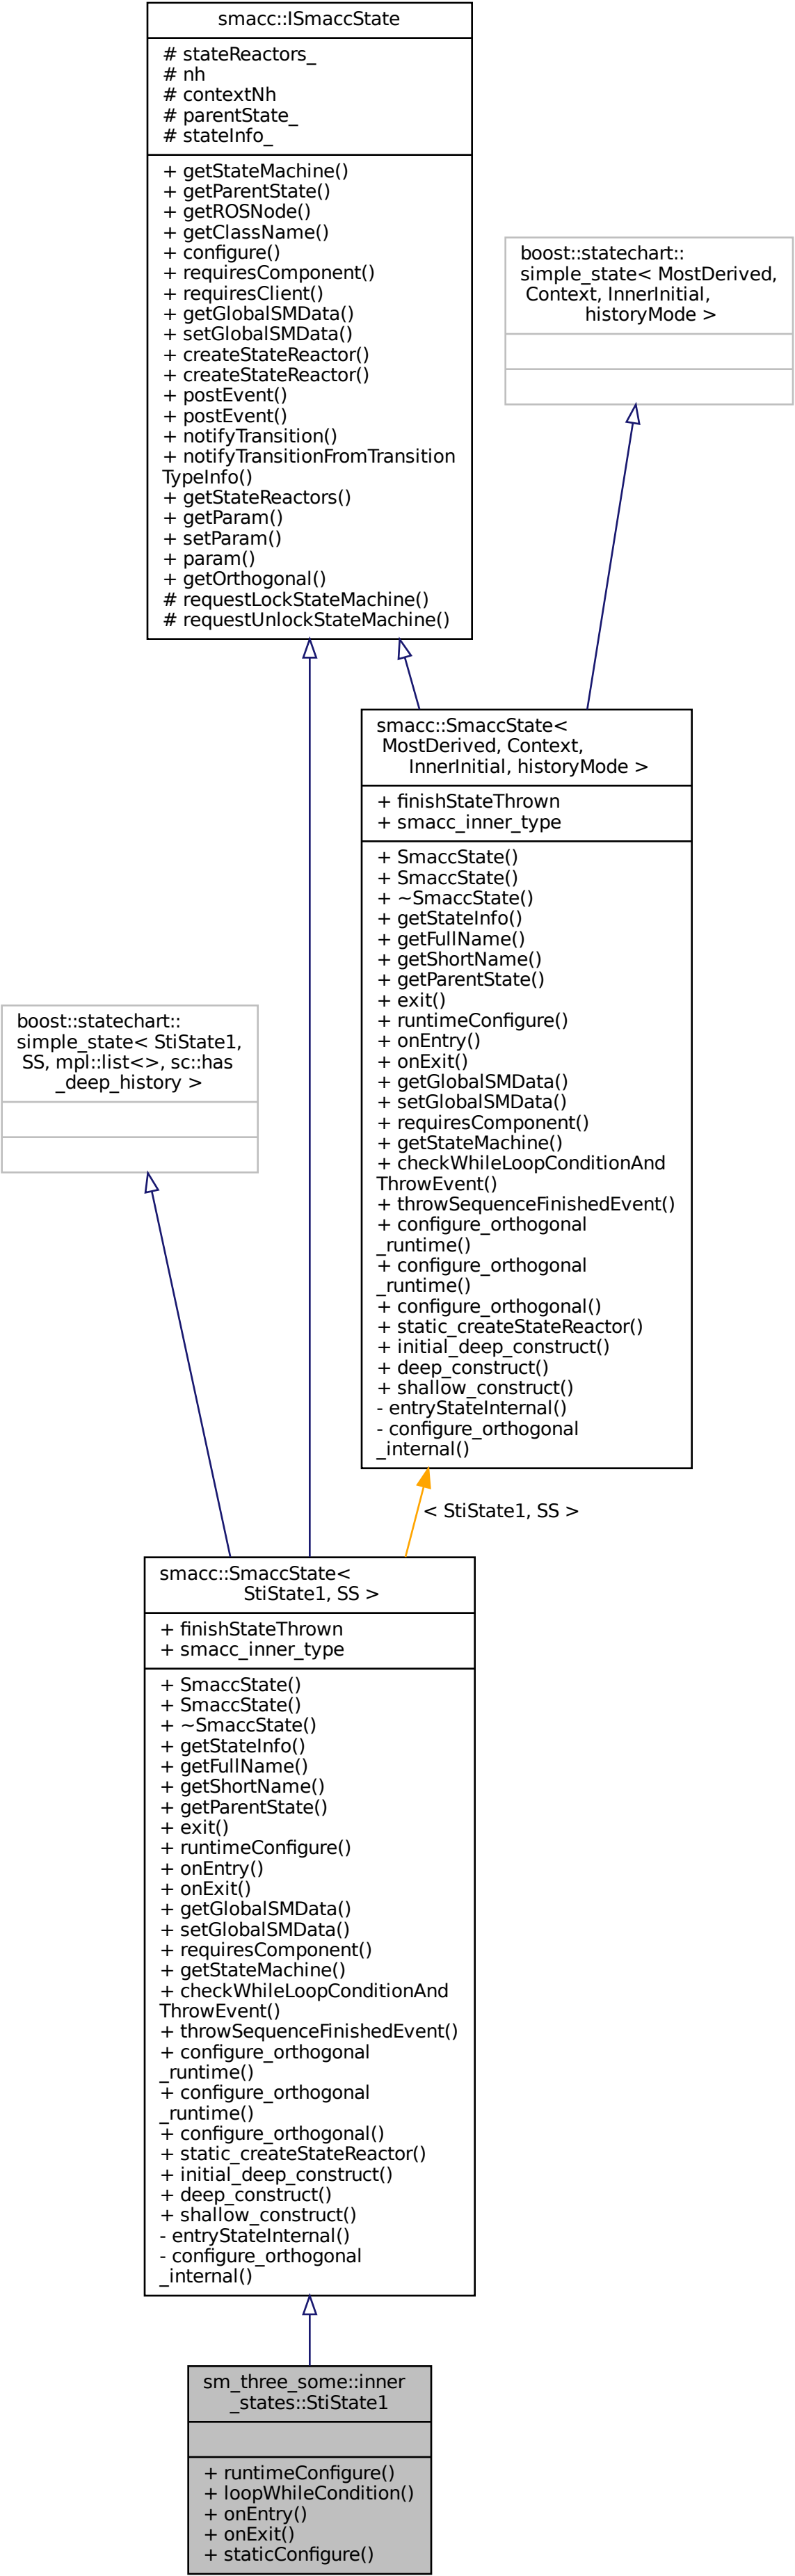 smacc::ISmaccState
# stateReactors_
# nh
# contextNh
# parentState_
# stateInfo_
+ getStateMachine()
+ getParentState()
+ getROSNode()
+ getClassName()
+ configure()
+ requiresComponent()
+ requiresClient()
+ getGlobalSMData()
+ setGlobalSMData()
+ createStateReactor()
+ createStateReactor()
+ postEvent()
+ postEvent()
+ notifyTransition()
+ notifyTransitionFromTransition
TypeInfo()
+ getStateReactors()
+ getParam()
+ setParam()
+ param()
+ getOrthogonal()
# requestLockStateMachine()
# requestUnlockStateMachine()
boost::statechart::
simple_state< MostDerived,
Context, InnerInitial,
historyMode >
smacc::SmaccState<
MostDerived, Context,
InnerInitial, historyMode >
+ finishStateThrown
+ smacc_inner_type
+ SmaccState()
+ SmaccState()
+ ~SmaccState()
+ getStateInfo()
+ getFullName()
+ getShortName()
+ getParentState()
+ exit()
+ runtimeConfigure()
+ onEntry()
+ onExit()
+ getGlobalSMData()
+ setGlobalSMData()
+ requiresComponent()
+ getStateMachine()
+ checkWhileLoopConditionAnd
ThrowEvent()
+ throwSequenceFinishedEvent()
+ configure_orthogonal
_runtime()
+ configure_orthogonal
_runtime()
+ configure_orthogonal()
+ static_createStateReactor()
+ initial_deep_construct()
+ deep_construct()
+ shallow_construct()
- entryStateInternal()
- configure_orthogonal
_internal()
boost::statechart::
simple_state< StiState1,
SS, mpl::list<>, sc::has
_deep_history >
< StiState1, SS >
smacc::SmaccState<
StiState1, SS >
+ finishStateThrown
+ smacc_inner_type
+ SmaccState()
+ SmaccState()
+ ~SmaccState()
+ getStateInfo()
+ getFullName()
+ getShortName()
+ getParentState()
+ exit()
+ runtimeConfigure()
+ onEntry()
+ onExit()
+ getGlobalSMData()
+ setGlobalSMData()
+ requiresComponent()
+ getStateMachine()
+ checkWhileLoopConditionAnd
ThrowEvent()
+ throwSequenceFinishedEvent()
+ configure_orthogonal
_runtime()
+ configure_orthogonal
_runtime()
+ configure_orthogonal()
+ static_createStateReactor()
+ initial_deep_construct()
+ deep_construct()
+ shallow_construct()
- entryStateInternal()
- configure_orthogonal
_internal()
sm_three_some::inner
_states::StiState1
+ runtimeConfigure()
+ loopWhileCondition()
+ onEntry()
+ onExit()
+ staticConfigure()